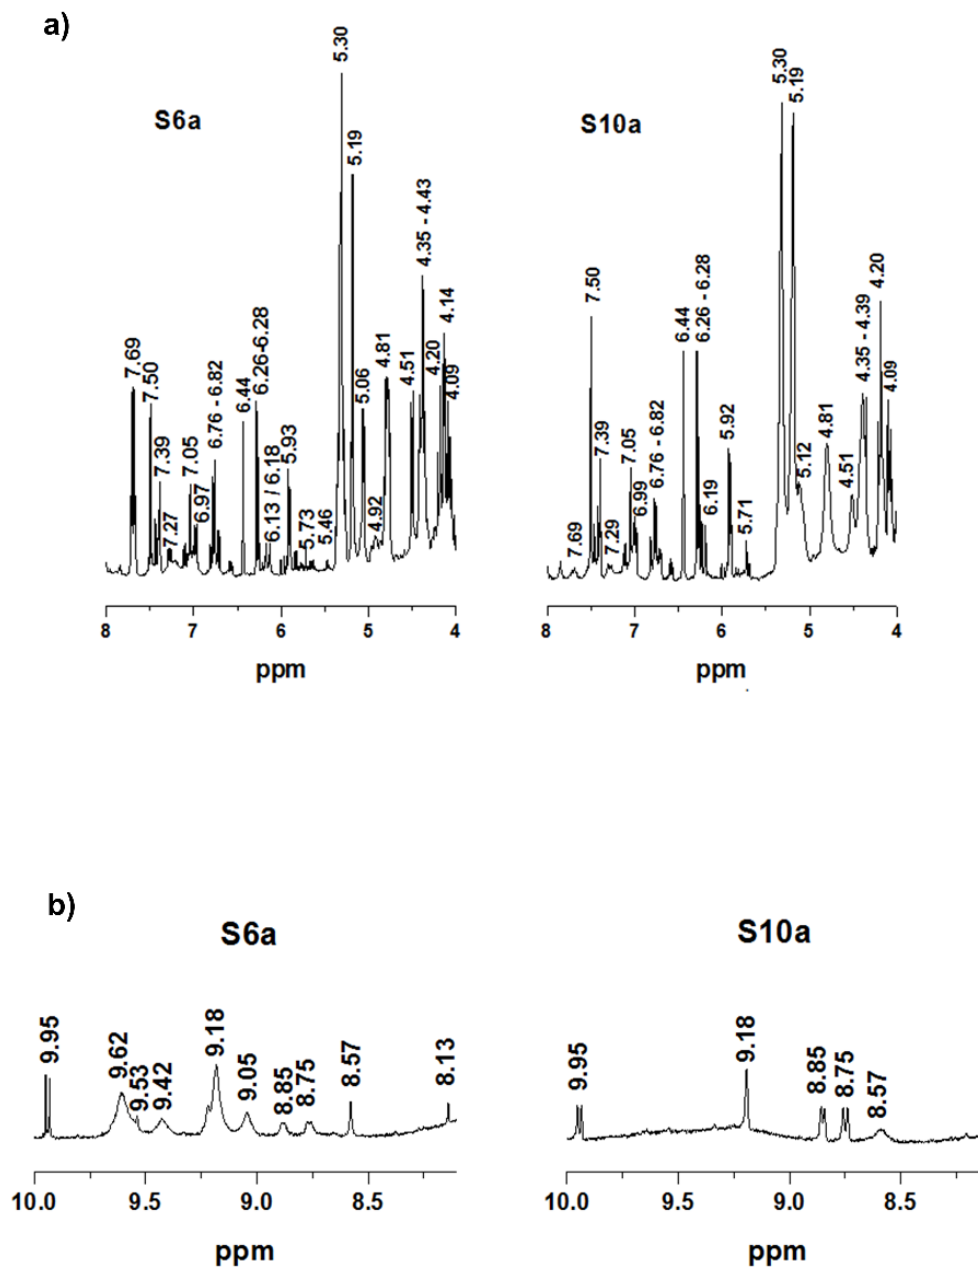 a)
S6a
7.69
7.50
7.39
7.27
7.05
6.97
6.76 - 6.82
6.44
6.26-6.28
6.13 / 6.18
5.93
5.73
5.46
5.30
5.19
5.06
4.92
4.81
4.51
4.35 - 4.43
4.20
4.14
4.09
8 7 6 5 4
ppm
S10a
7.69
7.50
7.39
7.29
7.05
6.99
6.76 - 6.82
6.44
6.26 - 6.28
6.19
5.92
5.71
5.30
5.19
5.12
4.81
4.51
4.35 - 4.39
4.20
4.09
8 7 6 5 4
ppm
b)
S6a
9.95
9.62
9.53
9.42
9.18
9.05
8.85
8.75
8.57
8.13
10.0 9.5 9.0 8.5
ppm
S10a
9.95
9.18
8.85
8.75
8.57
10.0 9.5 9.0 8.5
ppm